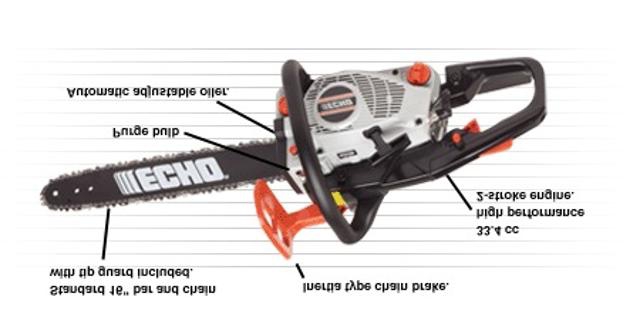 Standard 16" bar and chain
with tip guard included.
Inertia type chain brake.
33.4 cc
high performance
2-stroke engine.
ECHO
Purge bulb
ECHO
Automatic adjustable oiler.